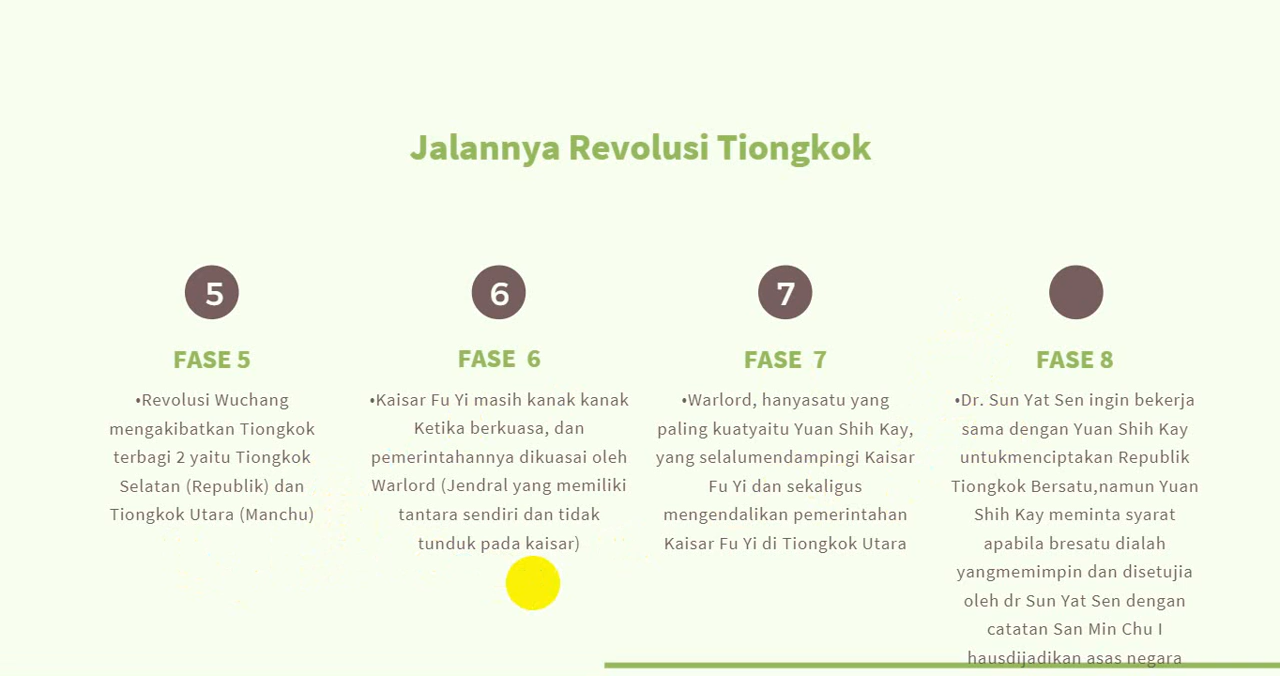 Jalannya Revolusi Tiongkok
5
FASE 5
•Revolusi Wuchang
mengakibatkan Tiongkok
terbagi 2 yaitu Tiongkok
Selatan (Republik) dan
Tiongkok Utara (Manchu)
6
FASE 6
•Kaisar Fu Yi masih kanak kanak
Ketika berkuasa, dan
pemerintahannya dikuasai oleh
Warlord (Jendral yang memiliki
tantara sendiri dan tidak
tunduk pada kaisar)
7
FASE 7
•Warlord, hanyasatu yang
paling kuatyaitu Yuan Shih Kay,
yang selalumendampingi Kaisar
Fu Yi dan sekaligus
mengendalikan pemerintahan
Kaisar Fu Yi di Tiongkok Utara
FASE 8
•Dr. Sun Yat Sen ingin bekerja
sama dengan Yuan Shih Kay
untukmenciptakan Republik
Tiongkok Bersatu,namun Yuan
Shih Kay meminta syarat
apabila bresatu dialah
yangmemimpin dan disetujia
oleh dr Sun Yat Sen dengan
catatan San Min Chu I
hausdijadikan asas negara